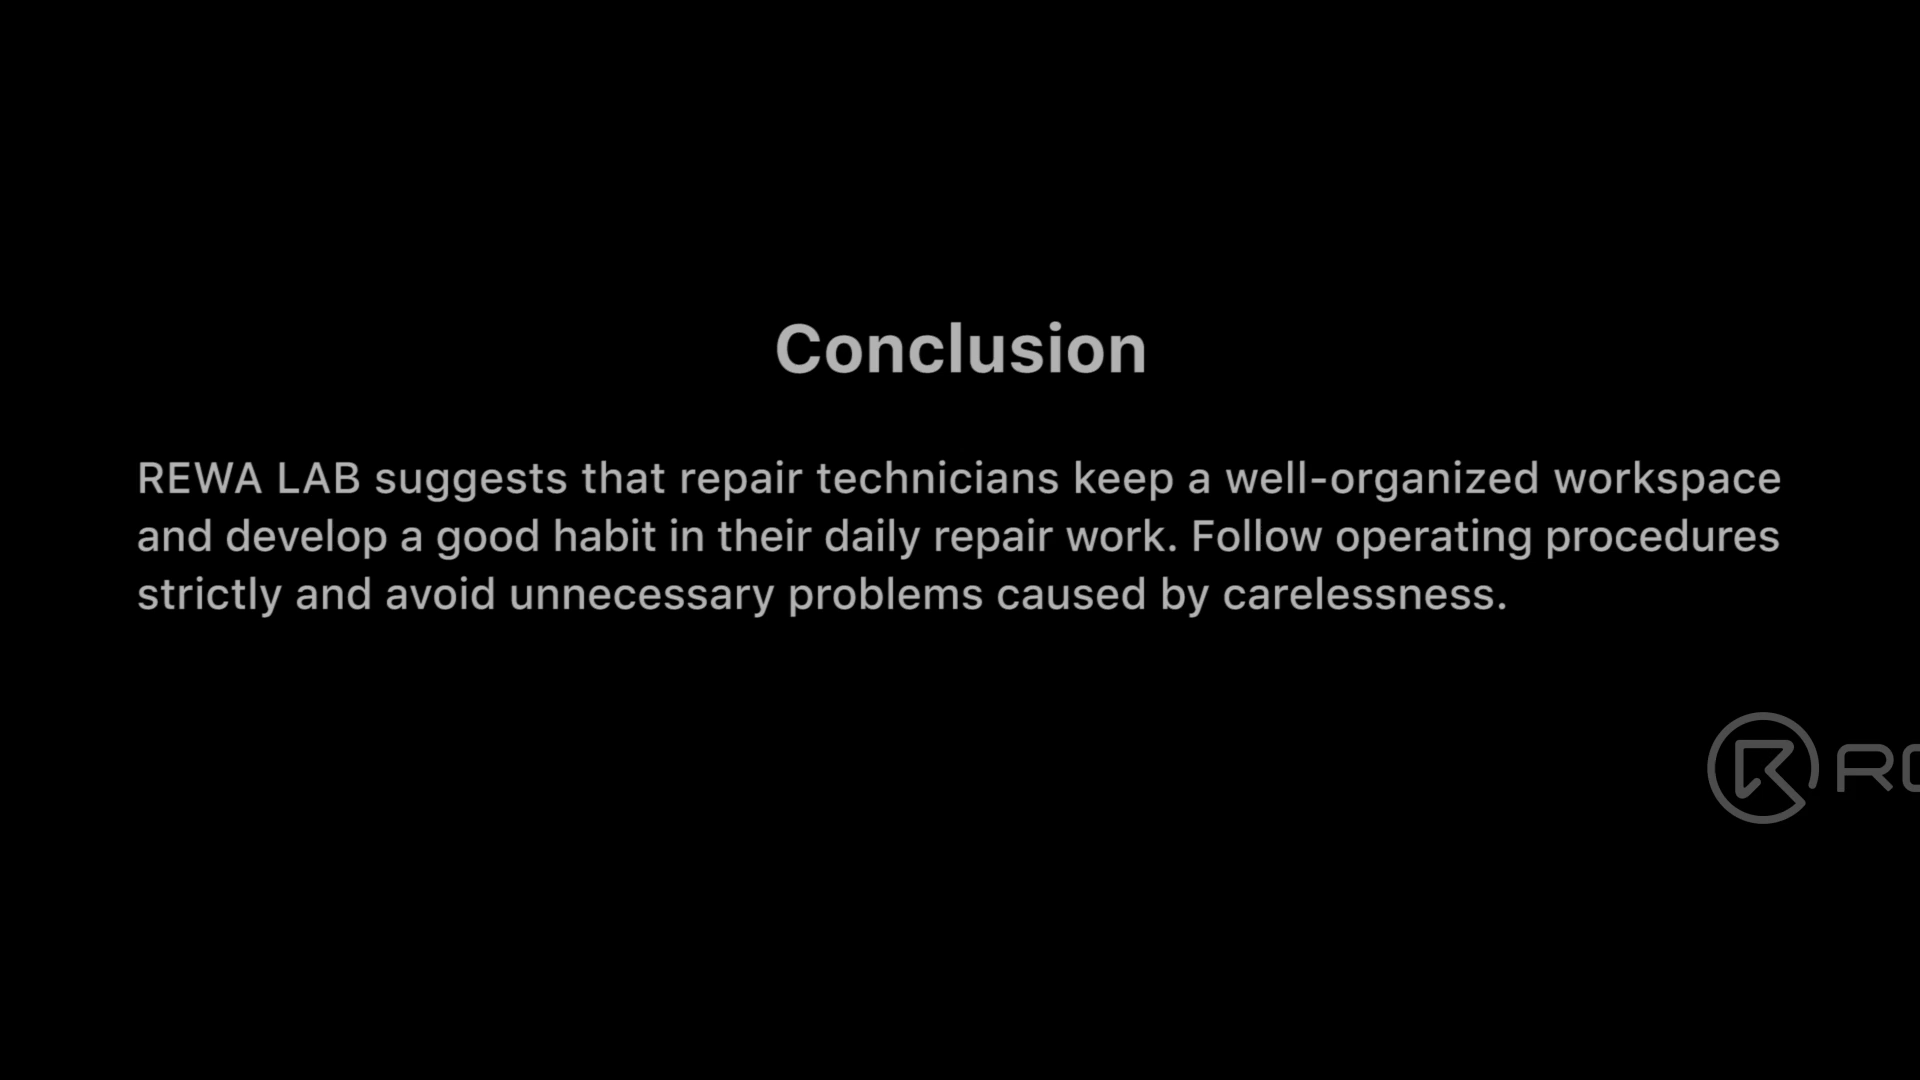 Conclusion
REWA LAB suggests that repair technicians keep a well-organized workspace
and develop a good habit in their daily repair work. Follow operating procedures
strictly and avoid unnecessary problems caused by carelessness.